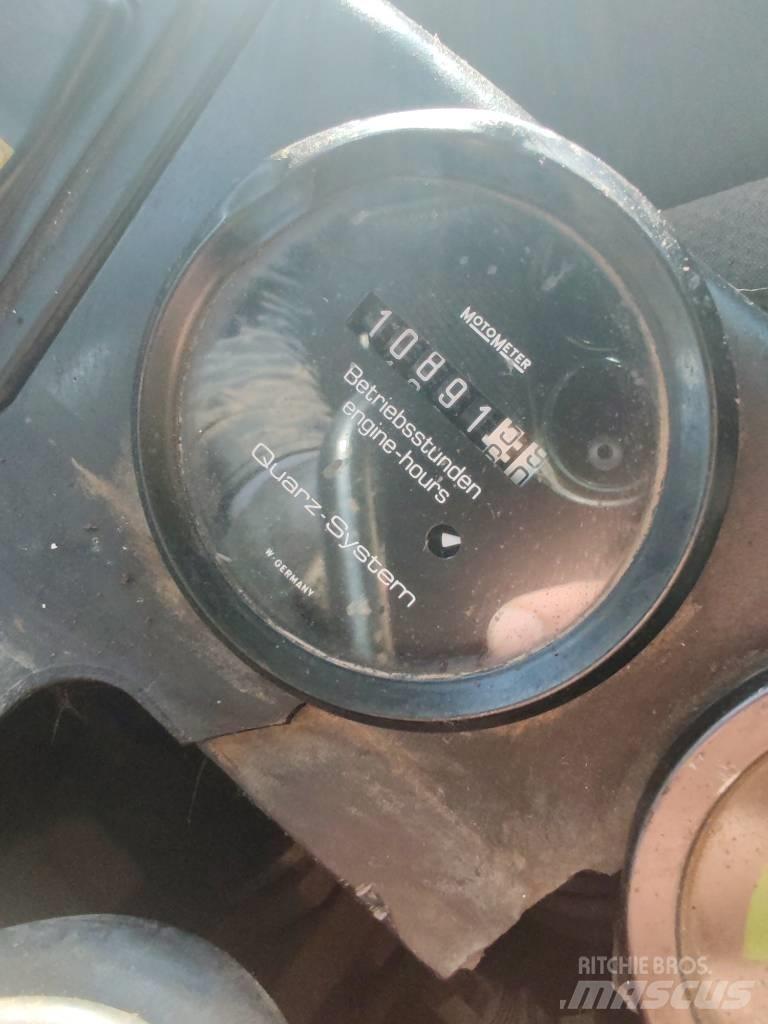 MOTOMETER
10891
Betriebsstunden
engine-hours
Quarz-System
W-GERMANY
RITCHIE BROS.
MASCUS